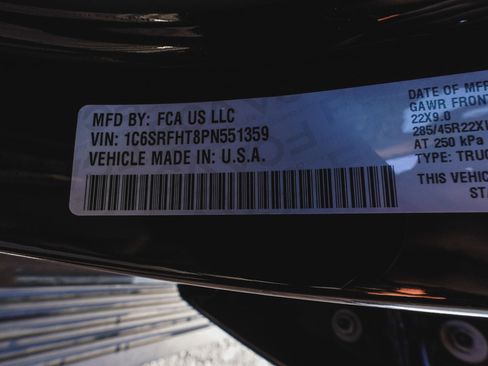 MFD BY: FCA US LLC
VIN: 1C6SRFHT8PN551359
VEHICLE MADE IN: U.S.A.
DATE OF MFR
GAWR FRONT
22X9.0
285/45R22X
AT 250 kPa
TYPE: TRUC
THIS VEHIC
STA